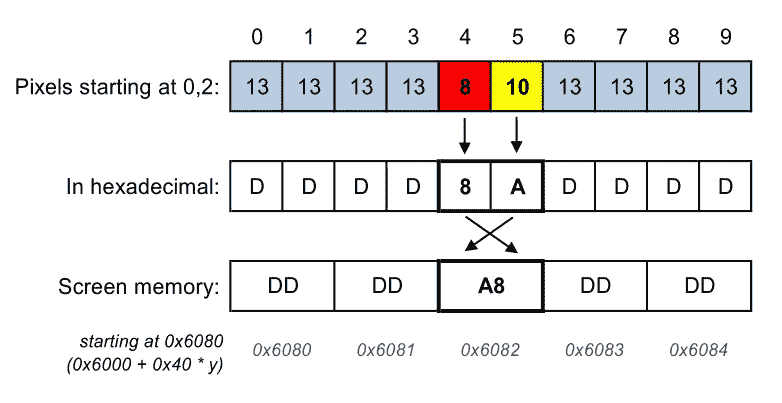 0 1 2 3 4 5 6 7 8 9
Pixels starting at 0,2: 13 13 13 13 8 10 13 13 13 13
In hexadecimal: D D D D 8 A D D D D
Screen memory: DD DD A8 DD DD
starting at 0x6080
(0x6000 + 0x40 * y) 0x6080 0x6081 0x6082 0x6083 0x6084